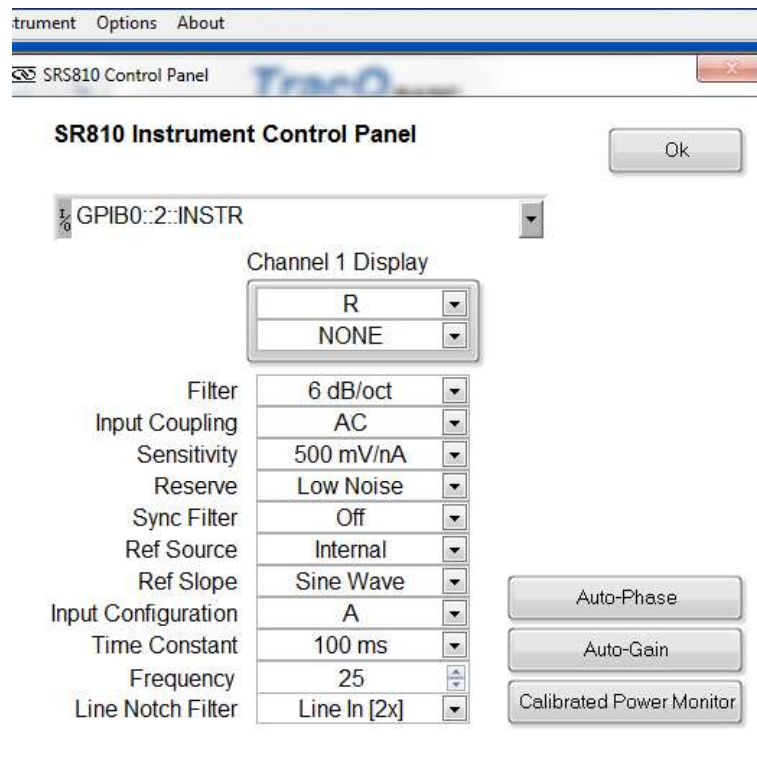 trument Options About
SRS810 Control Panel
TracQ
SR810 Instrument Control Panel
Ok
I/0 GPIB0::2::INSTR
Channel 1 Display
R
NONE
Filter 6 dB/oct
Input Coupling AC
Sensitivity 500 mV/nA
Reserve Low Noise
Sync Filter Off
Ref Source Internal
Ref Slope Sine Wave
Auto-Phase
Input Configuration A
Time Constant 100 ms
Auto-Gain
Frequency 25
Calibrated Power Monitor
Line Notch Filter Line In [2x]